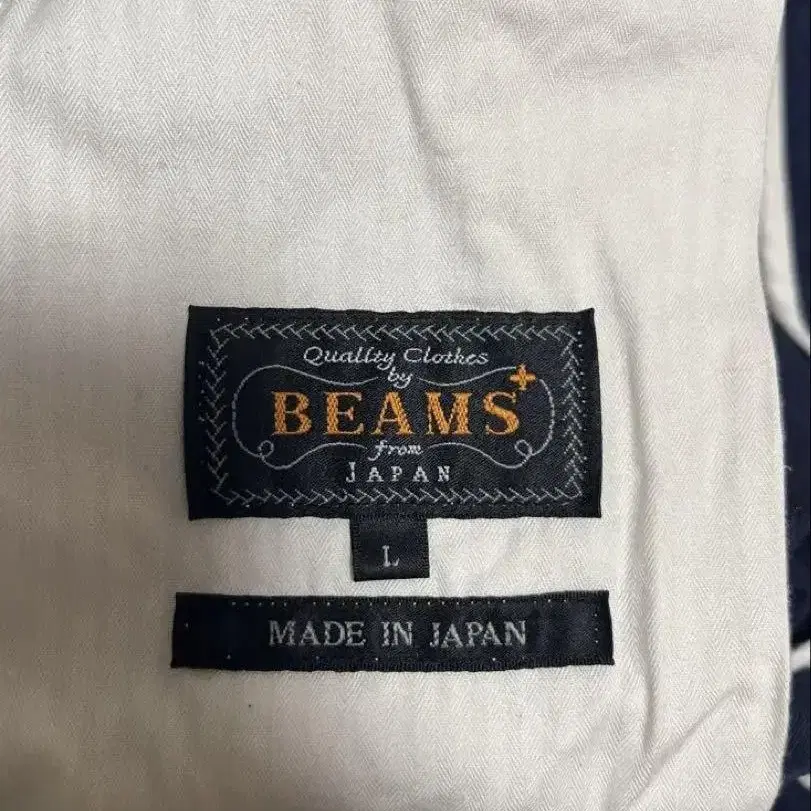 Quality Clothes
by
BEAMS+
from
JAPAN
L
MADE IN JAPAN